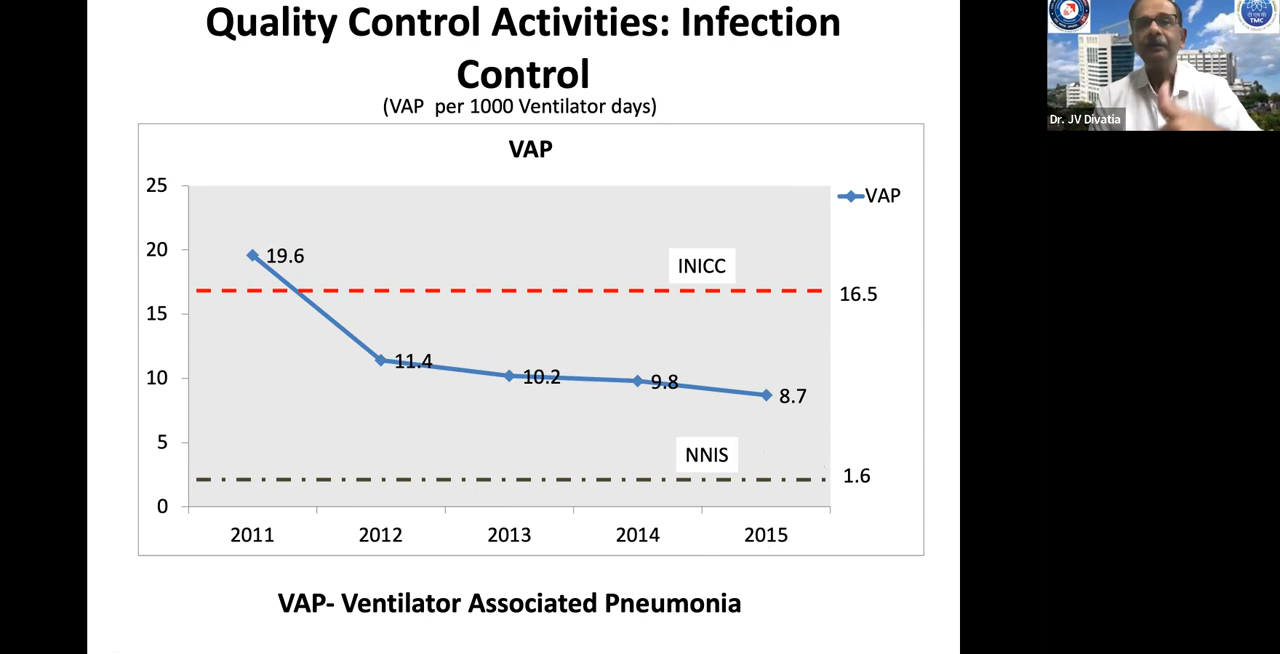 Quality Control Activities: Infection
Control
(VAP per 1000 Ventilator days)
VAP
25
20
15
10
5
0
19.6
11.4
10.2
9.8
8.7
INICC
16.5
NNIS
1.6
VAP
2011 2012 2013 2014 2015
VAP- Ventilator Associated Pneumonia
TMC
Dr. JV Divatia